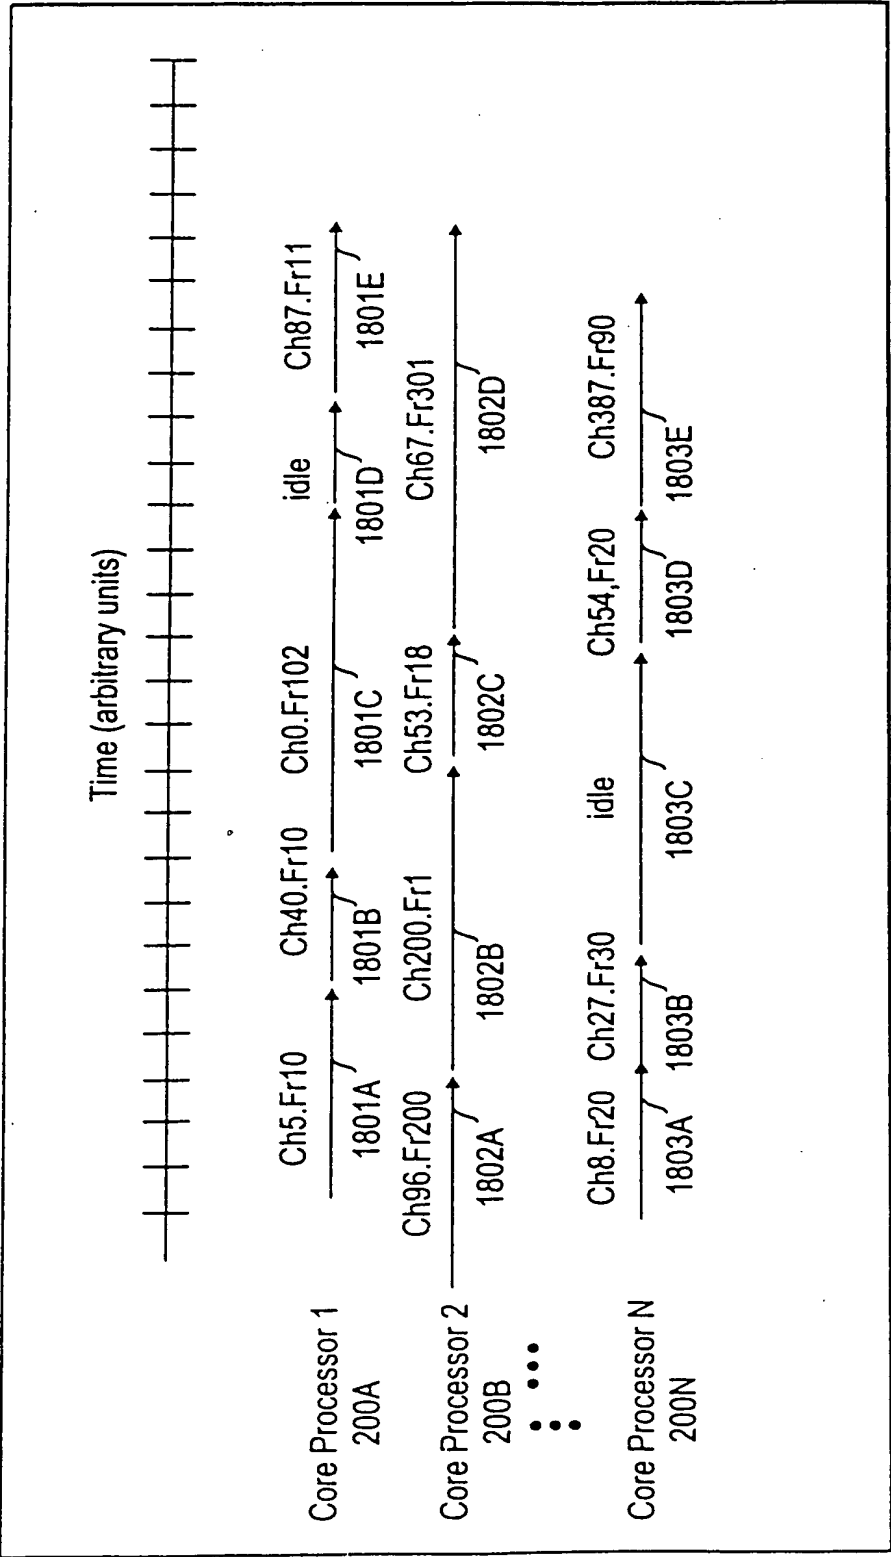 Time (arbitrary units)
Core Processor 1
200A
Ch5.Fr10
1801A
Ch40.Fr10
1801B
Ch0.Fr102
1801C
idle
1801D
Ch87.Fr11
1801E
Core Processor 2
200B
Ch96.Fr200
1802A
Ch200.Fr1
1802B
Ch53.Fr18
1802C
Ch67.Fr301
1802D
Core Processor N
200N
Ch8.Fr20
1803A
Ch27.Fr30
1803B
idle
1803C
Ch54,Fr20
1803D
Ch387.Fr90
1803E